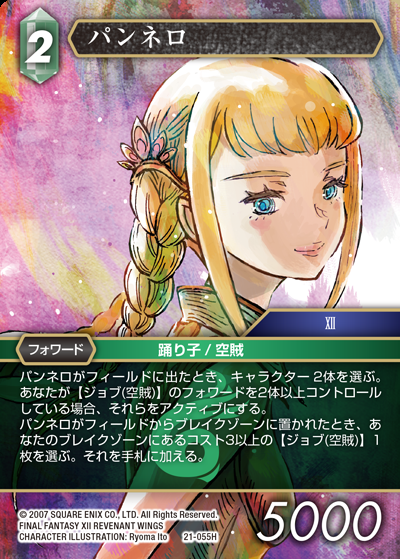 2
パンネロ
XII
フォワード
踊り子 / 空賊
パンネロがフィールドに出たとき、キャラクター 2体を選ぶ。
あなたが【ジョブ(空賊)】のフォワードを2体以上コントロール
している場合、それらをアクティブにする。
パンネロがフィールドからブレイクゾーンに置かれたとき、あ
なたのブレイクゾーンにあるコスト3以上の【ジョブ(空賊)】1
枚を選ぶ。それを手札に加える。
© 2007 SQUARE ENIX CO., LTD. All Rights Reserved.
FINAL FANTASY XII REVENANT WINGS
CHARACTER ILLUSTRATION: Ryoma Ito
21-055H
5000